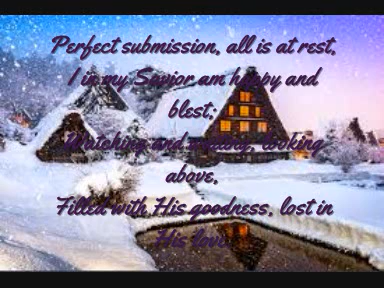 Perfect submission, all is at rest,
I in my Savior am happy and
blest;
Watching and waiting, looking
above,
Filled with His goodness, lost in
His love.